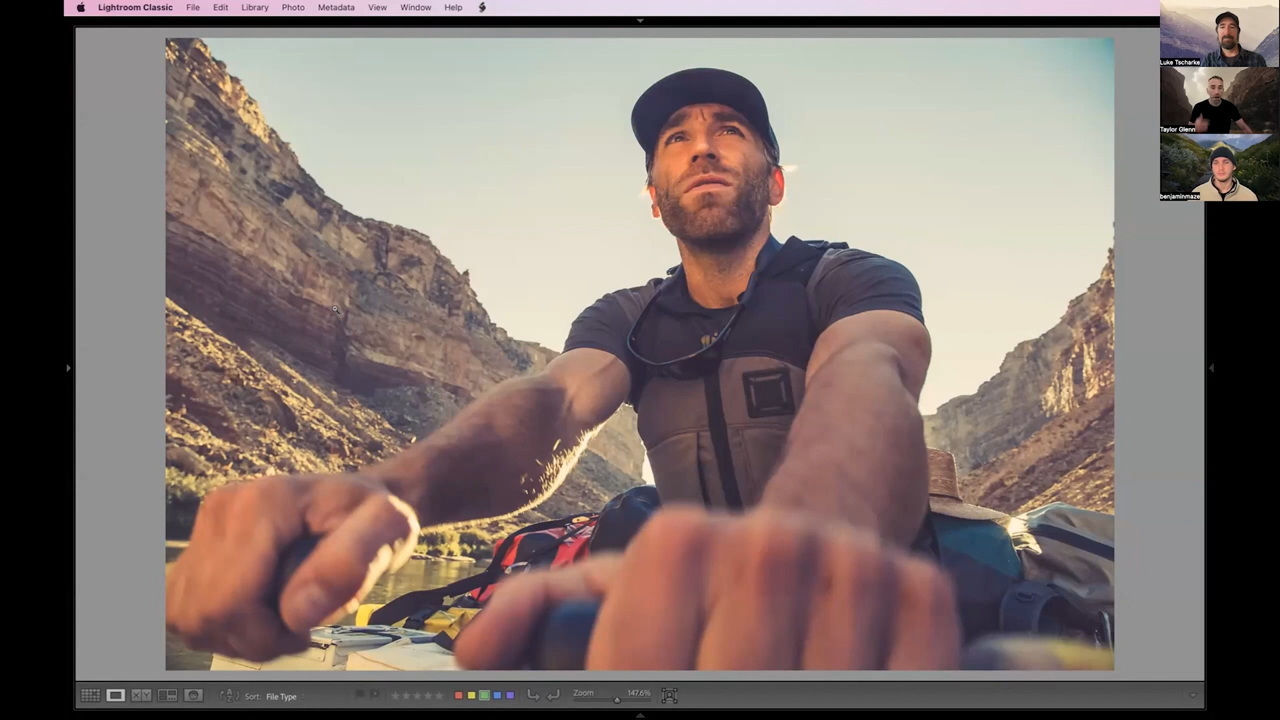 Lightroom Classic File Edit Library Photo Metadata View Window Help
Luke Tscharke
Taylor Glenn
benjaminmaze
Sort: File Type
Zoom 147.6%